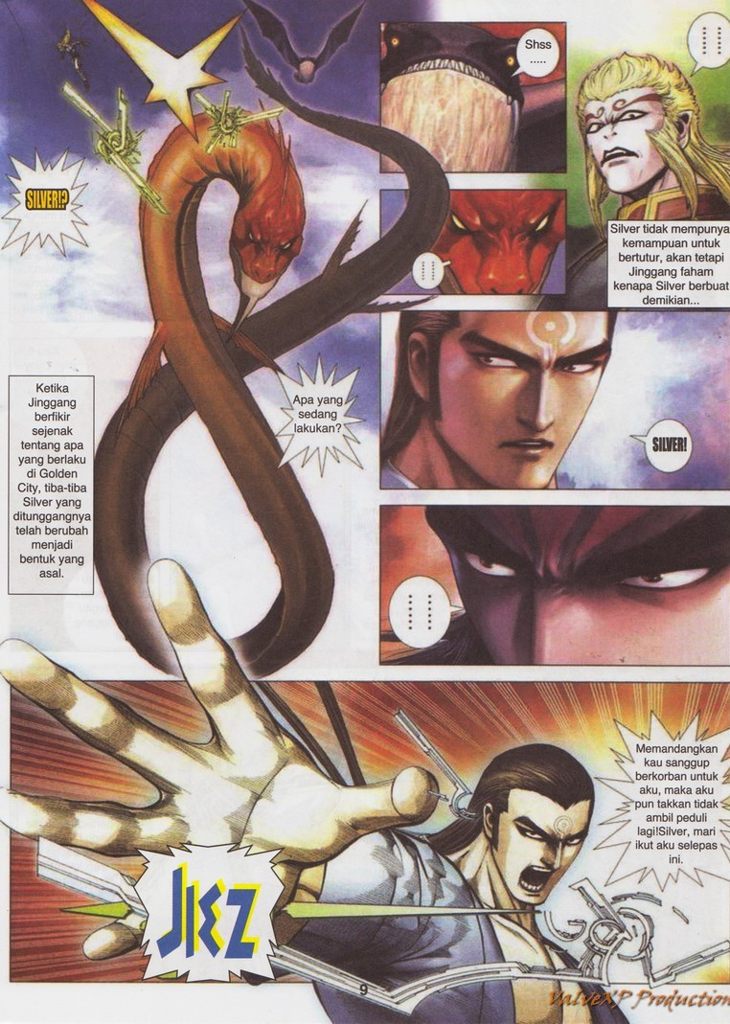 SILVER!?
Ketika
Jinggang
berfikir
sejenak
tentang apa
yang berlaku
di Golden
City, tiba-tiba
Silver yang
ditunggangnya
telah berubah
menjadi
bentuk yang
asal.
Apa yang
sedang
lakukan?
Shss
.....
Silver tidak mempunya
kemampuan untuk
bertutur, akan tetapi
Jinggang faham
kenapa Silver berbuat
demikian...
SILVER!
Memandangkan
kau sanggup
berkorban untuk
aku, maka aku
pun takkan tidak
ambil peduli
lagi!Silver, mari
ikut aku selepas
ini.
JIEZ
9
ValveX,P Production